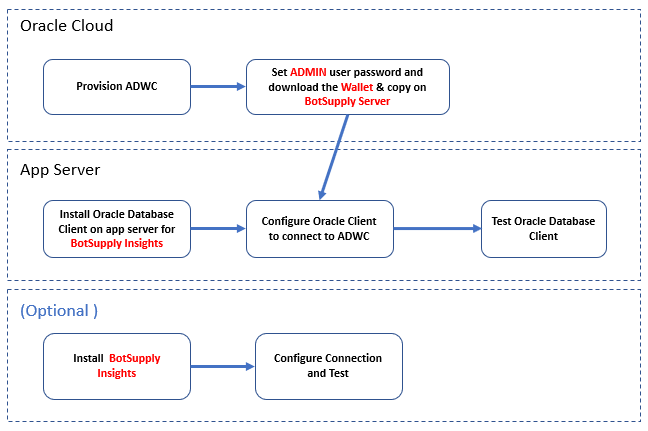 Oracle Cloud
Provision ADWC
Set ADMIN user password and
download the Wallet & copy on
BotSupply Server
App Server
Install Oracle Database
Client on app server for
BotSupply Insights
Configure Oracle Client
to connect to ADWC
Test Oracle Database
Client
(Optional )
Install BotSupply
Insights
Configure Connection
and Test